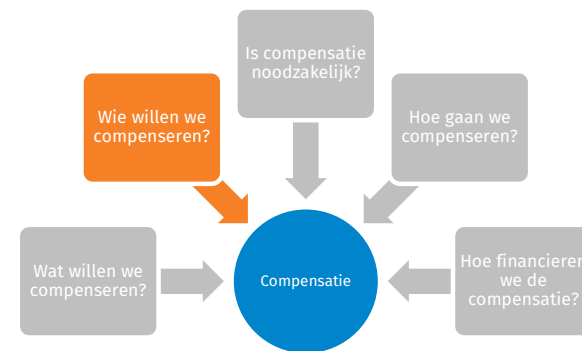 Is compensatie
noodzakelijk?
Wie willen we
compenseren?
Hoe gaan we
compenseren?
Wat willen we
compenseren?
Compensatie
Hoe financieren
we de
compensatie?